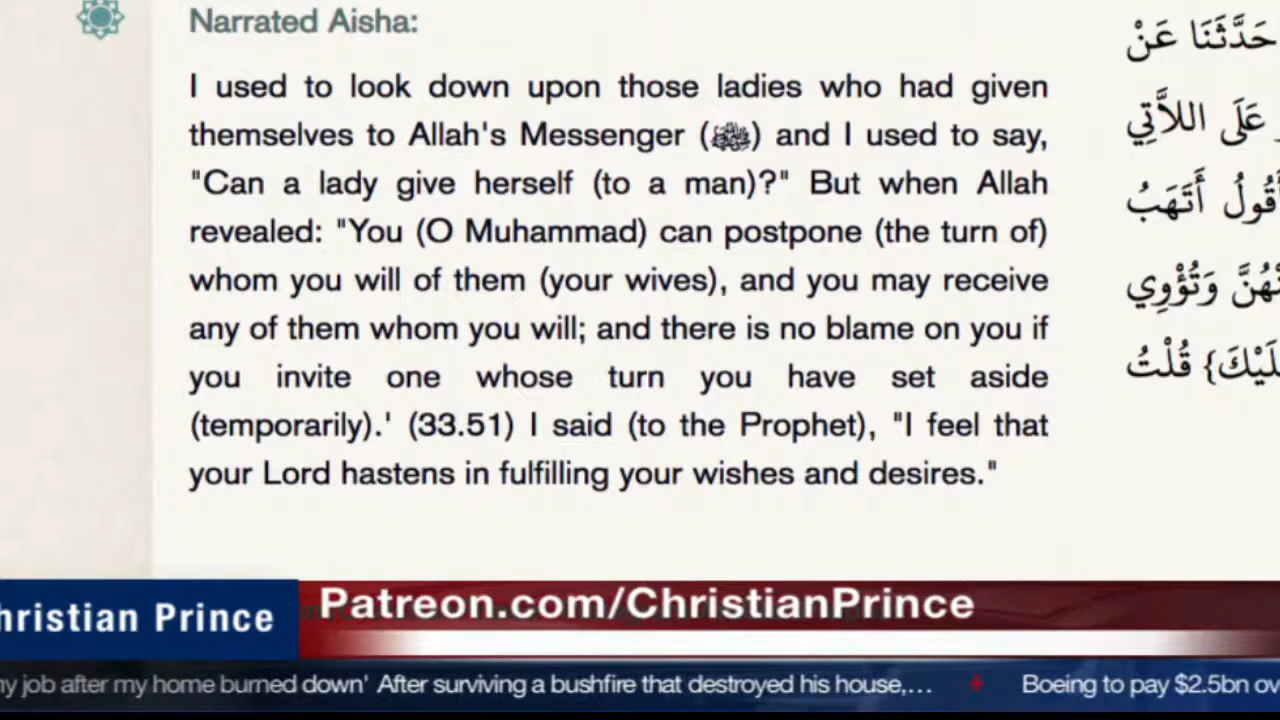 Narrated Aisha:
I used to look down upon those ladies who had given
themselves to Allah's Messenger (ﷺ) and I used to say,
"Can a lady give herself (to a man)?" But when Allah
revealed: "You (O Muhammad) can postpone (the turn of)
whom you will of them (your wives), and you may receive
any of them whom you will; and there is no blame on you if
you invite one whose turn you have set aside
(temporarily).' (33.51) I said (to the Prophet), "I feel that
your Lord hastens in fulfilling your wishes and desires."
حَدَّثَنَا عَنْ
عَلَى اللاَّتِي
أَقُولُ أَتَهَبُ
وَتُؤْوِي
إِلَيْكَ} قُلْتُ
hristian Prince
Patreon.com/ChristianPrince
ny job after my home burned down' After surviving a bushfire that destroyed his house,... Boeing to pay $2.5bn ov